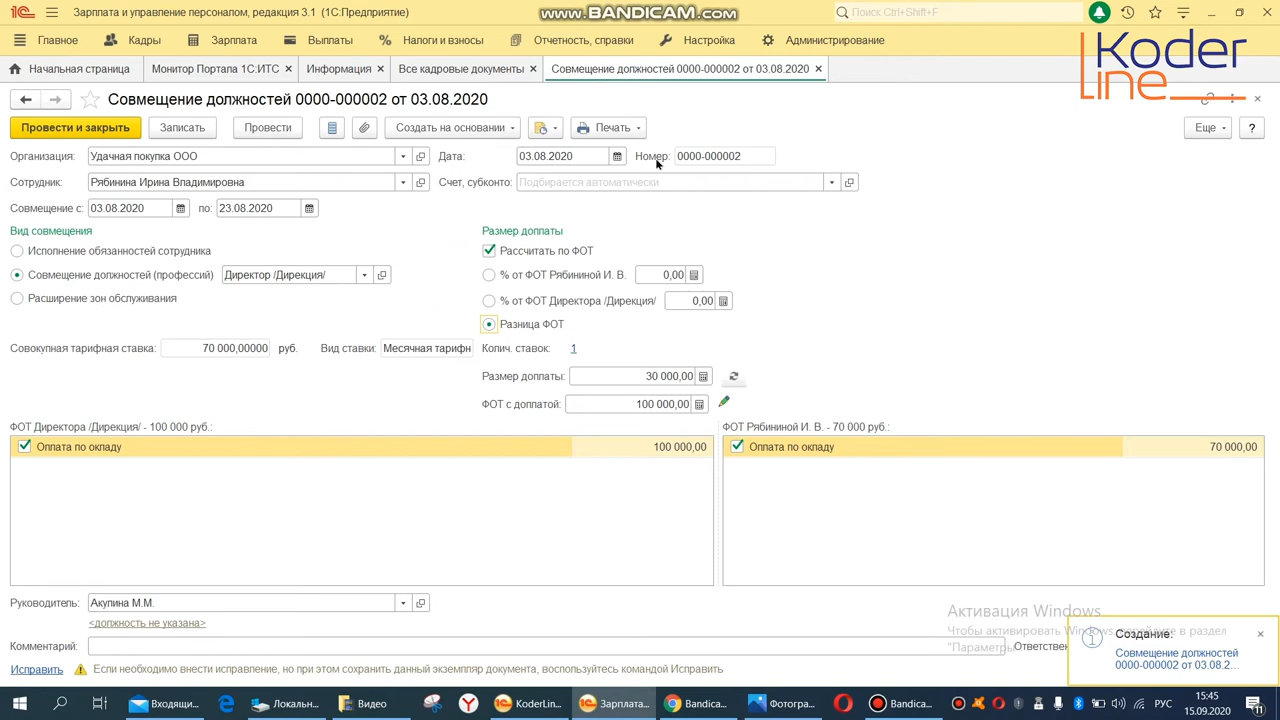 Зарплата и управление персоналом, редакция 3.1 (1С:Предприятие)
www.BANDICAM.com
Поиск Ctrl+Shift+F
Главное Кадры Зарплата Выплаты Налоги и взносы Отчетность, справки Настройка Администрирование
Koder line
Начальная страница Монитор Портала 1С:ИТС Информация Все кадровые документы Совмещение должностей 0000-000002 от 03.08.2020
Совмещение должностей 0000-000002 от 03.08.2020
Провести и закрыть Записать Провести Создать на основании Печать Еще ?
Организация: Удачная покупка ООО Дата: 03.08.2020 Номер: 0000-000002
Сотрудник: Рябинина Ирина Владимировна Счет, субконто: Подбирается автоматически
Совмещение с: 03.08.2020 по: 23.08.2020
Вид совмещения Размер доплаты
Исполнение обязанностей сотрудника Рассчитать по ФОТ
Совмещение должностей (профессий) Директор /Дирекция/ % от ФОТ Рябининой И. В. 0,00
Расширение зон обслуживания % от ФОТ Директора /Дирекция/ 0,00
Разница ФОТ
Совокупная тарифная ставка: 70 000,00000 руб. Вид ставки: Месячная тарифн Колич. ставок: 1
Размер доплаты: 30 000,00
ФОТ с доплатой: 100 000,00
ФОТ Директора /Дирекция/ - 100 000 руб.: ФОТ Рябининой И. В. - 70 000 руб.:
Оплата по окладу 100 000,00 Оплата по окладу 70 000,00
Руководитель: Акулина М.М.
<должность не указана>
Активация Windows
Чтобы активировать Windows, перейдите в раздел
"Параметры
Комментарий: Ответствен
Создание:
Совмещение должностей
0000-000002 от 03.08.2...
Исправить Если необходимо внести исправление, но при этом сохранить данный экземпляр документа, воспользуйтесь командой Исправить
Входящи... Локальн... Видео KoderLin... Зарплата... Bandica... Фотогра... Bandica... РУС 15:45
15.09.2020